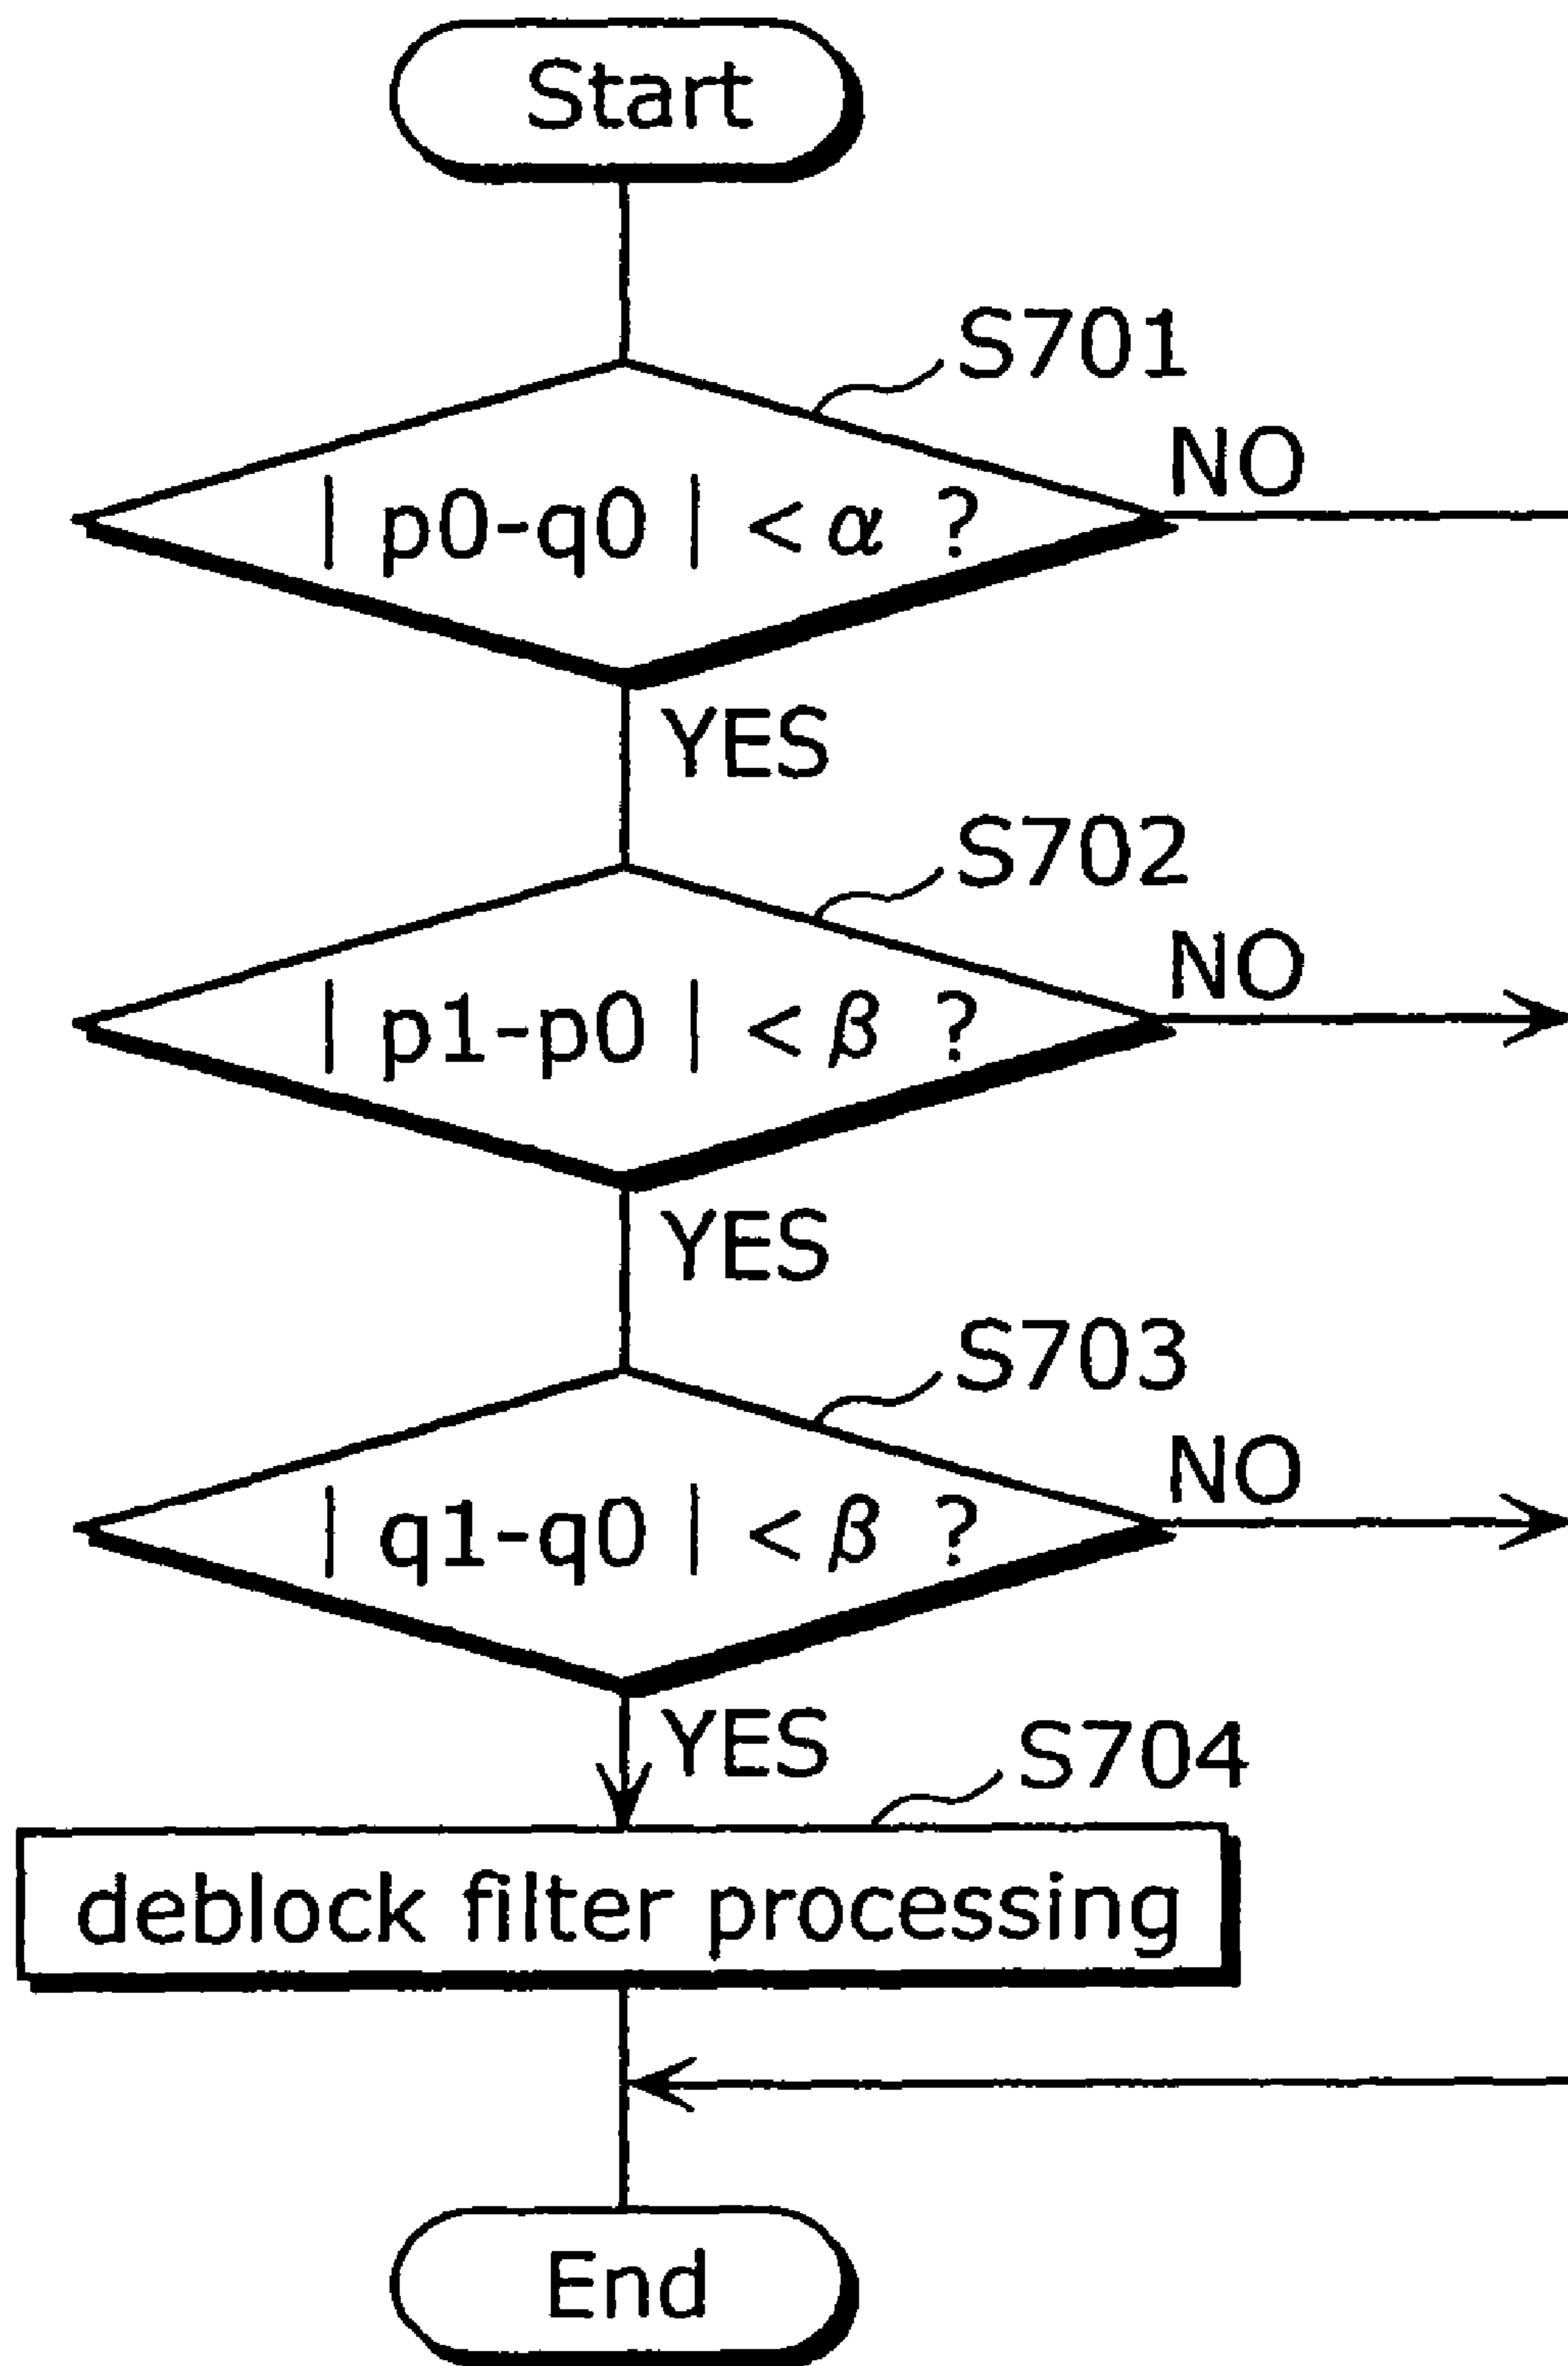 Start
S701
NO
| p0-q0 | < α ?
YES
S702
NO
| p1-p0 | < β ?
YES
S703
NO
| q1-q0 | < β ?
YES
S704
deblock filter processing
End